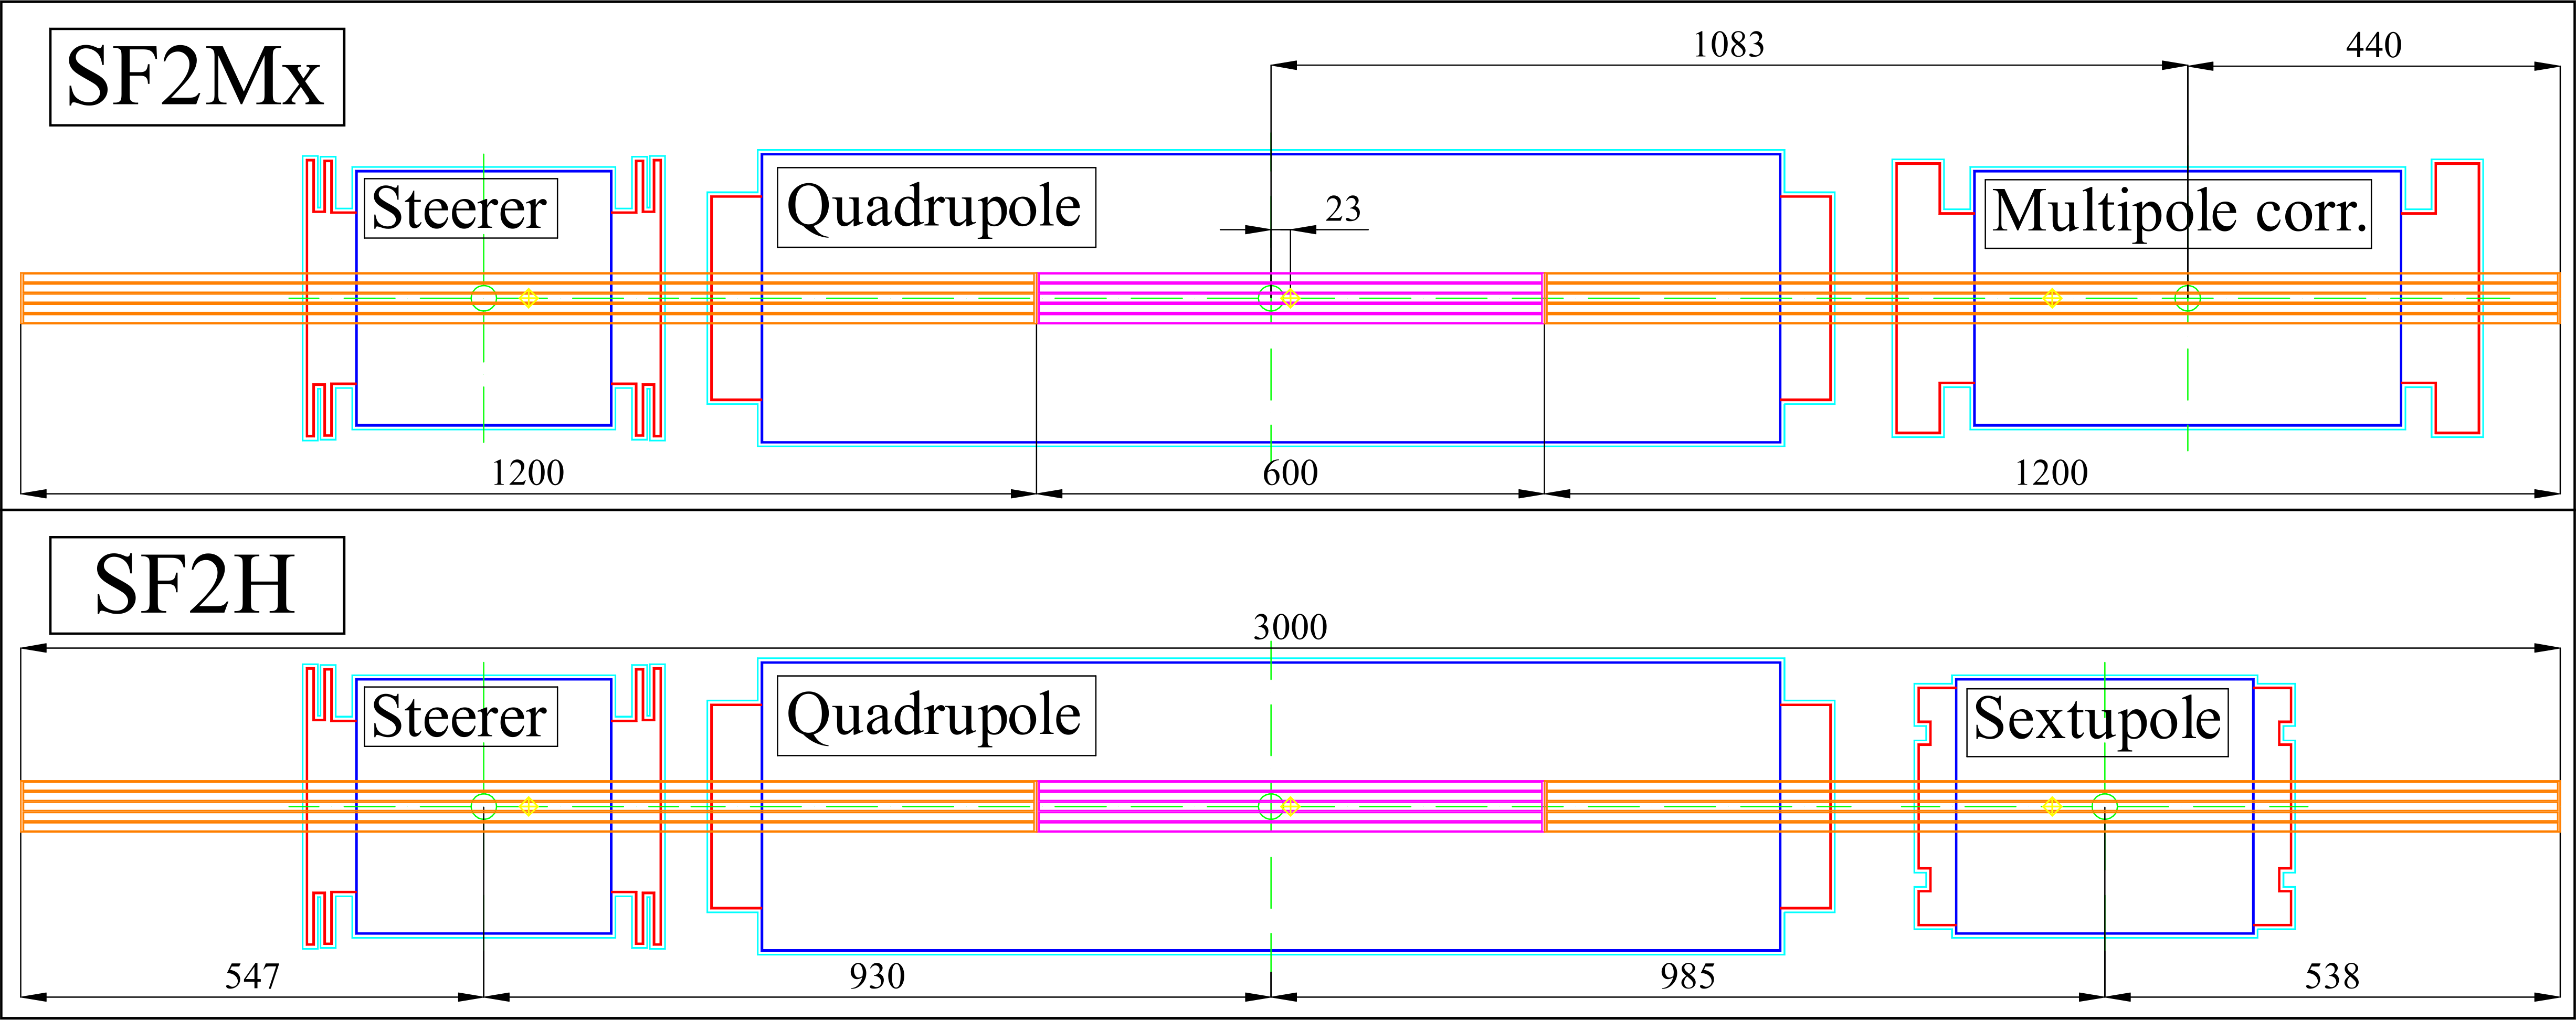 SF2Mx
1083
440
Steerer
Quadrupole
23
Multipole corr.
1200
600
1200
SF2H
3000
Steerer
Quadrupole
Sextupole
547
930
985
538